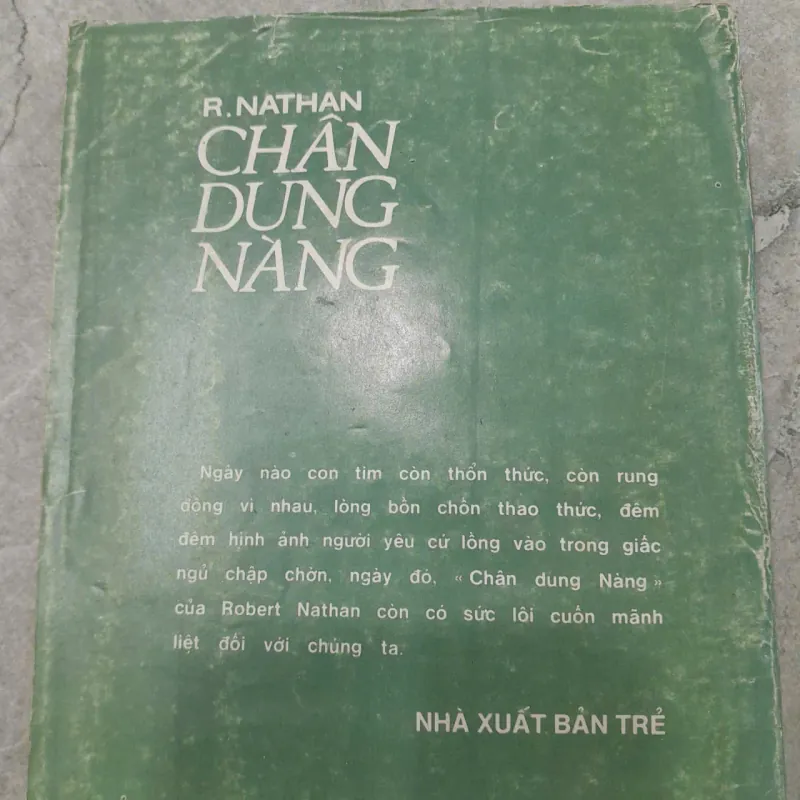 R.NATHAN
CHÂN
DUNG
NÀNG
Ngày nào con tim còn thổn thức, còn rung
động vì nhau, lòng bồn chồn thao thức, đêm
đêm hình ảnh người yêu cứ lồng vào trong giấc
ngủ chập chờn, ngày đó, « Chân dung Nàng »
của Robert Nathan còn có sức lôi cuốn mãnh
liệt đối với chúng ta.
NHÀ XUẤT BẢN TRẺ